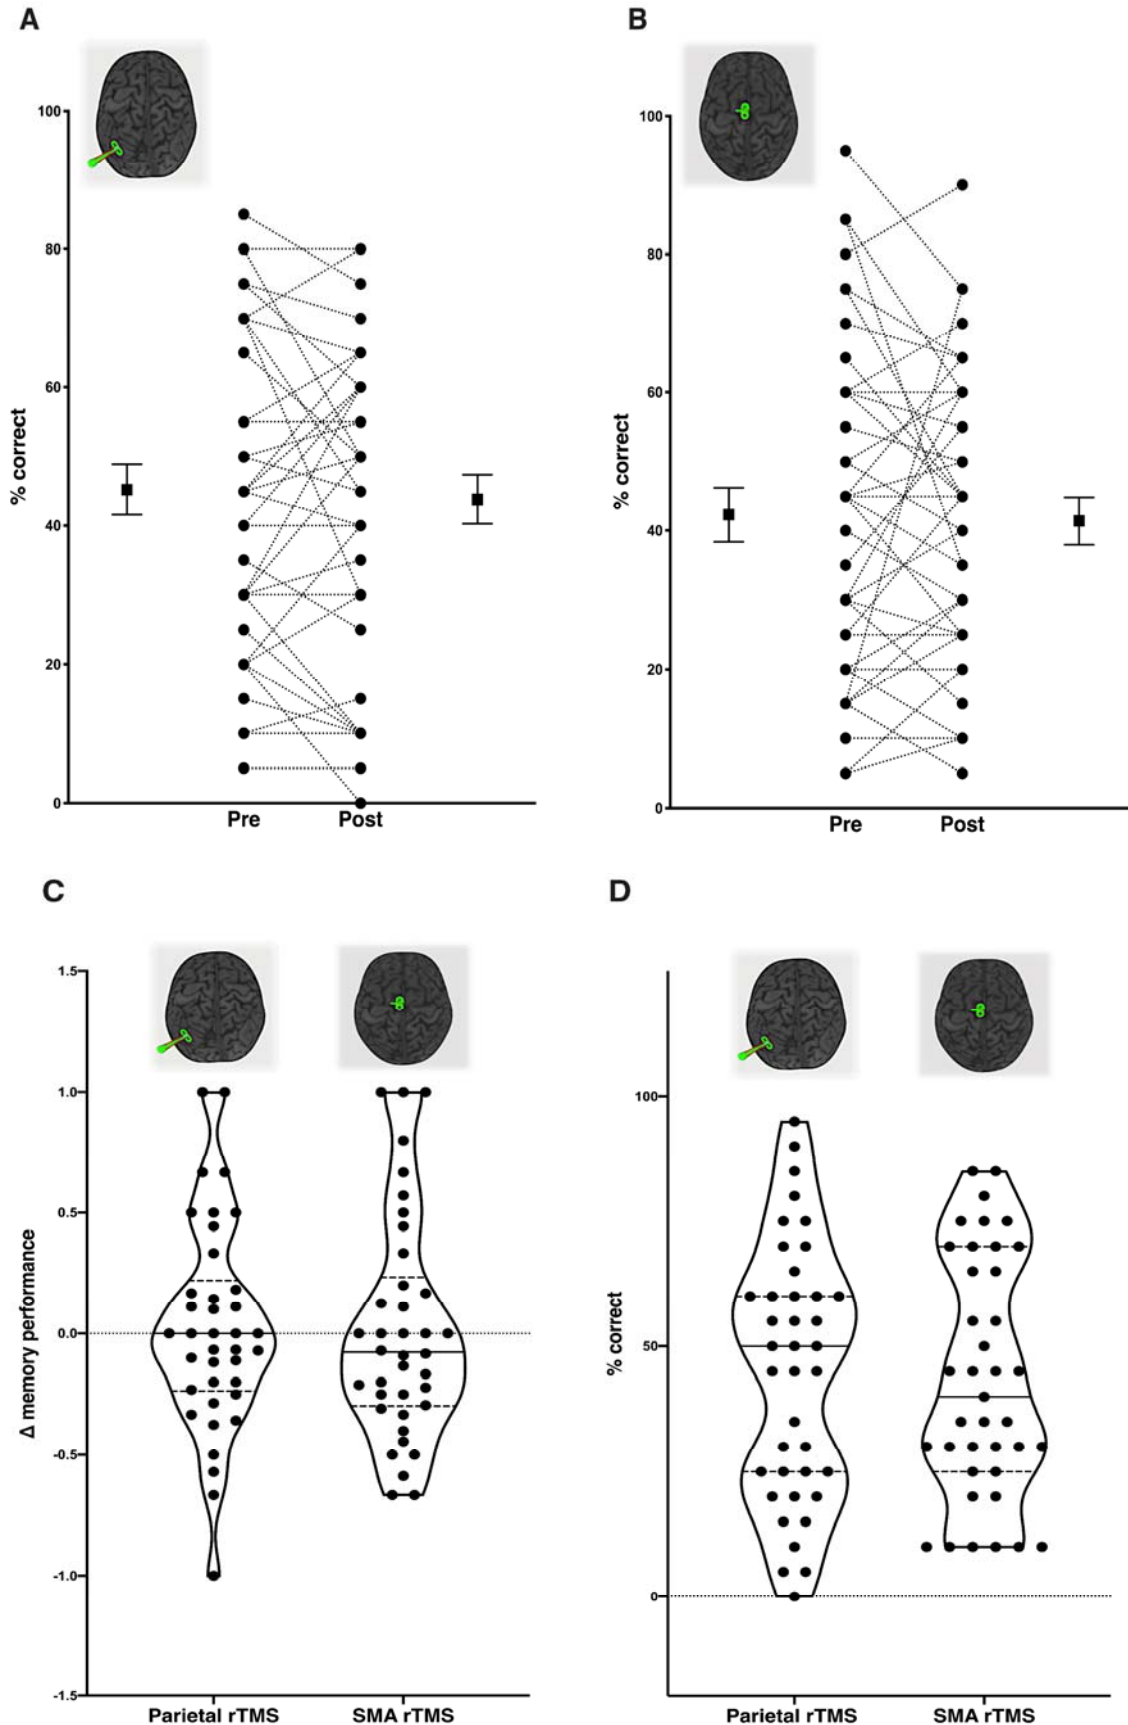 A
100
80
60
40
20
0
% correct
Pre Post
B
100
80
60
40
20
0
% correct
Pre Post
C
1.5
1.0
0.5
0.0
-0.5
-1.0
-1.5
Δ memory performance
Parietal rTMS SMA rTMS
D
100
50
0
% correct
Parietal rTMS SMA rTMS